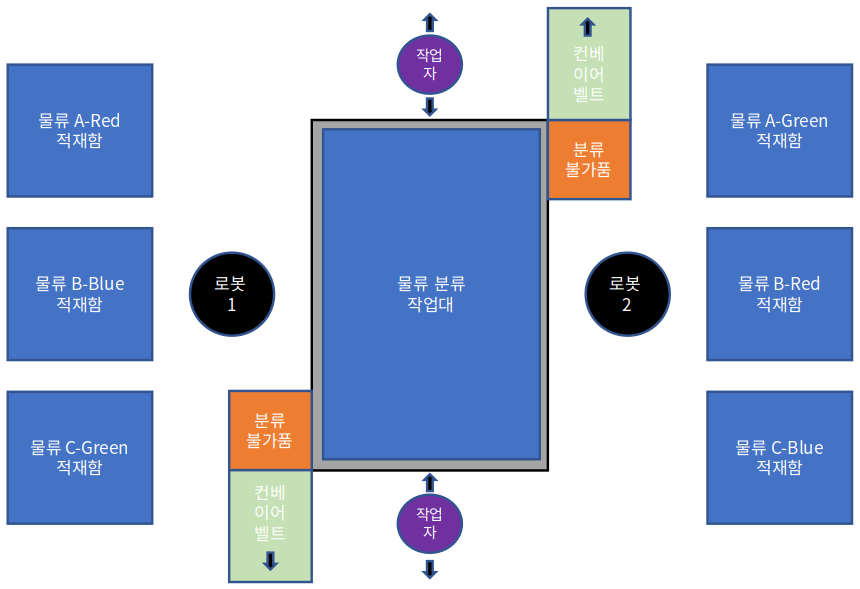 작업
자
컨베
이어
벨트
물류 A-Red
적재함
물류 A-Green
적재함
분류
불가품
물류 B-Blue
적재함
로봇
1
물류 분류
작업대
로봇
2
물류 B-Red
적재함
분류
불가품
물류 C-Green
적재함
물류 C-Blue
적재함
컨베
이어
벨트
작업
자